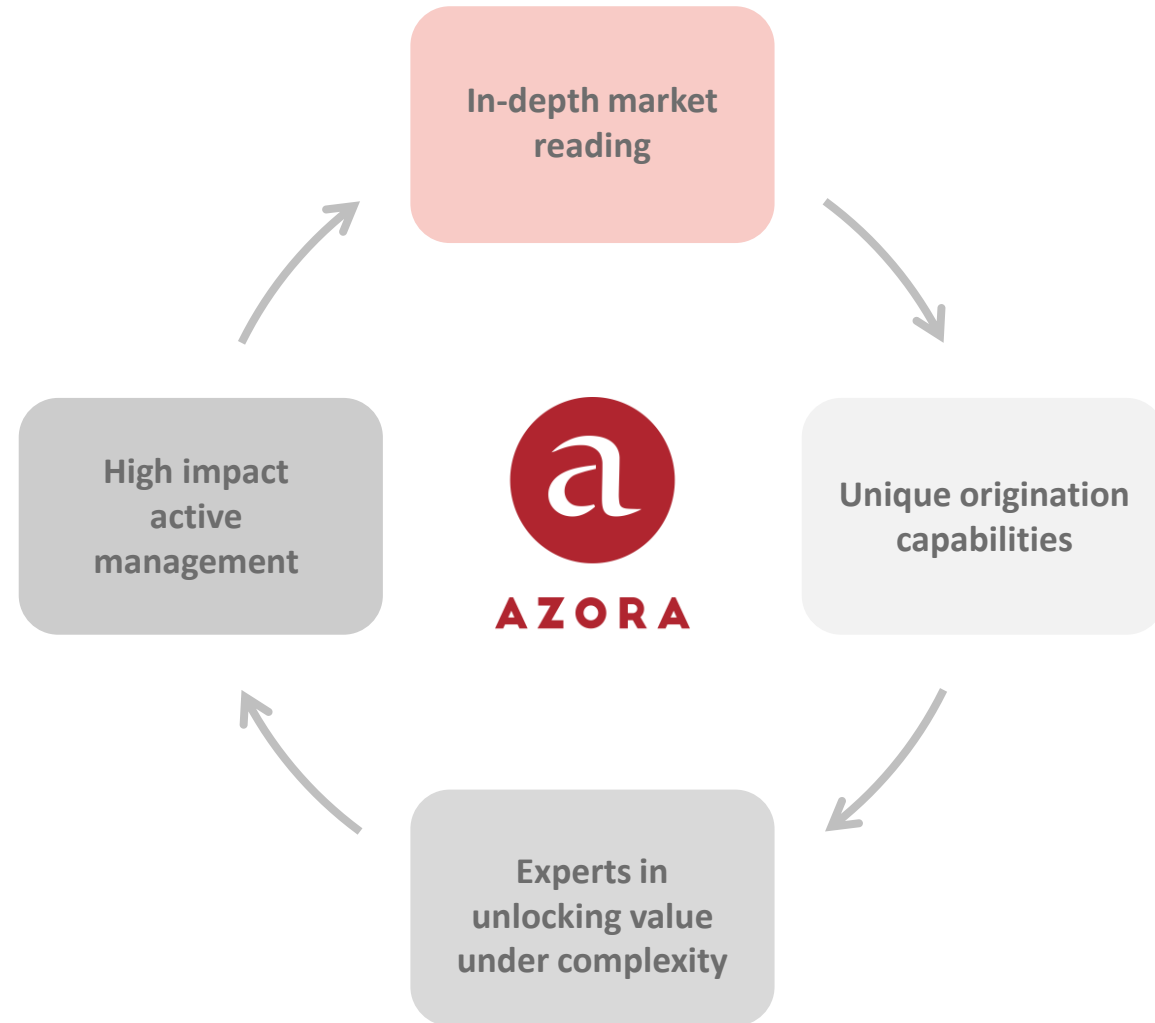 In-depth market
reading
High impact
active
management
a
AZORA
Unique origination
capabilities
Experts in
unlocking value
under complexity